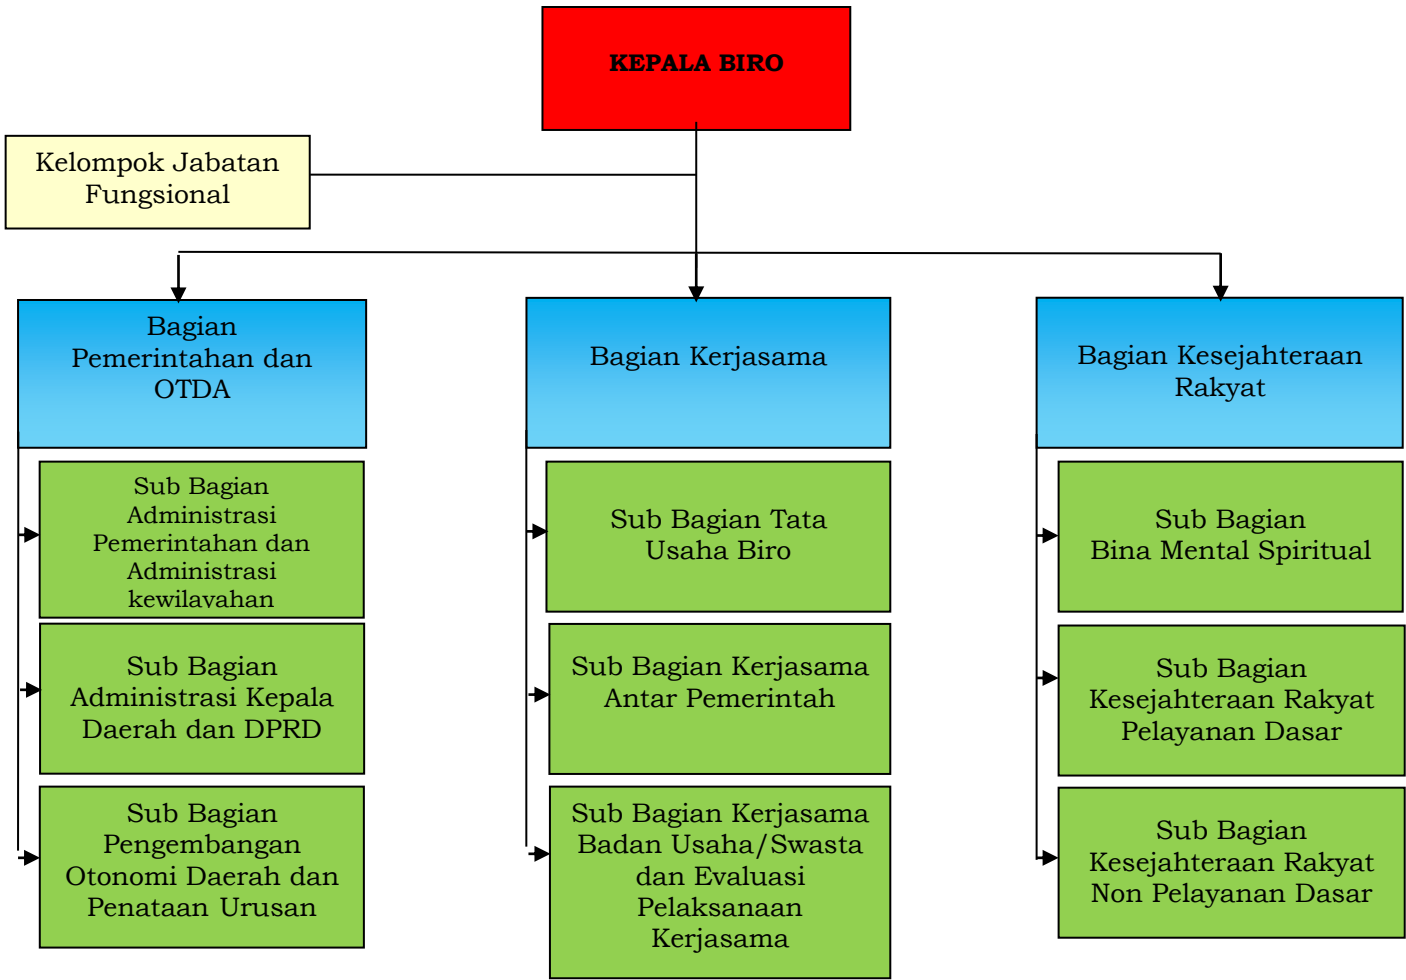 KEPALA BIRO
Kelompok Jabatan
Fungsional
Bagian
Pemerintahan dan
OTDA
Bagian Kerjasama
Bagian Kesejahteraan
Rakyat
Sub Bagian
Administrasi
Pemerintahan dan
Administrasi
kewilayahan
Sub Bagian Tata
Usaha Biro
Sub Bagian
Bina Mental Spiritual
Sub Bagian
Administrasi Kepala
Daerah dan DPRD
Sub Bagian Kerjasama
Antar Pemerintah
Sub Bagian
Kesejahteraan Rakyat
Pelayanan Dasar
Sub Bagian
Pengembangan
Otonomi Daerah dan
Penataan Urusan
Sub Bagian Kerjasama
Badan Usaha/Swasta
dan Evaluasi
Pelaksanaan
Kerjasama
Sub Bagian
Kesejahteraan Rakyat
Non Pelayanan Dasar